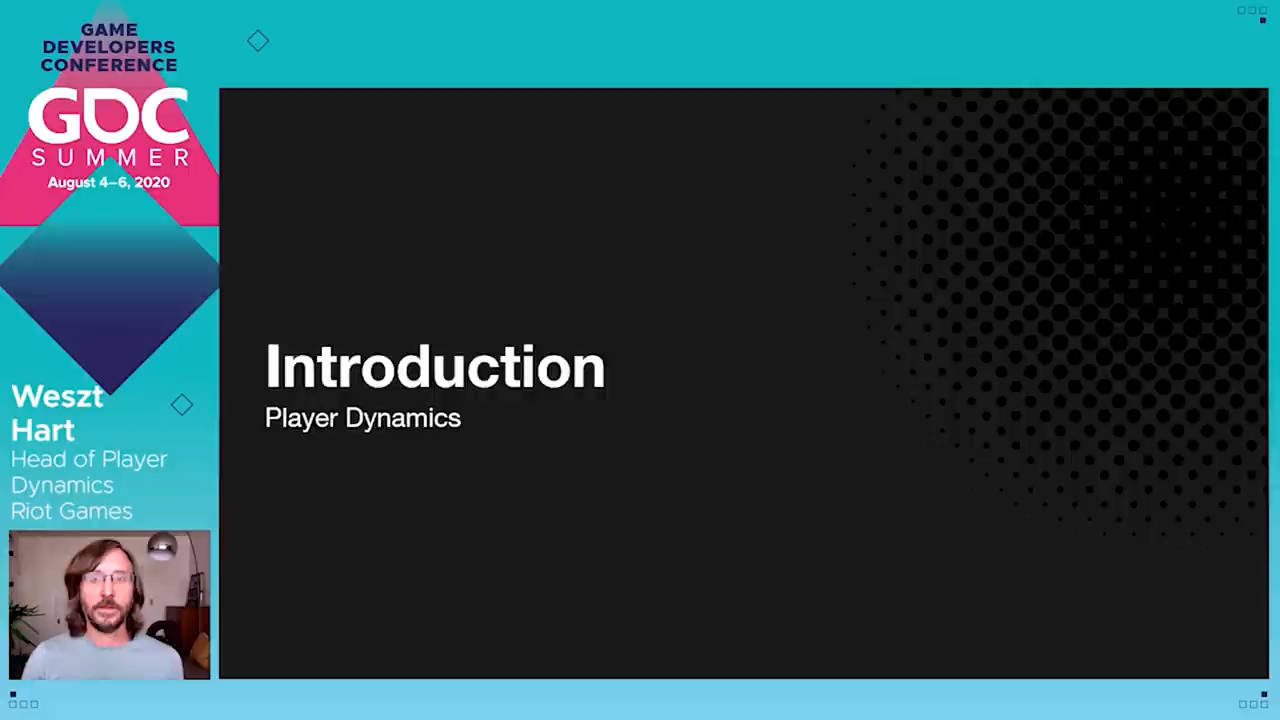 GAME
DEVELOPERS
CONFERENCE
GDC
SUMMER
August 4–6, 2020
Weszt
Hart
Head of Player
Dynamics
Riot Games
Introduction
Player Dynamics